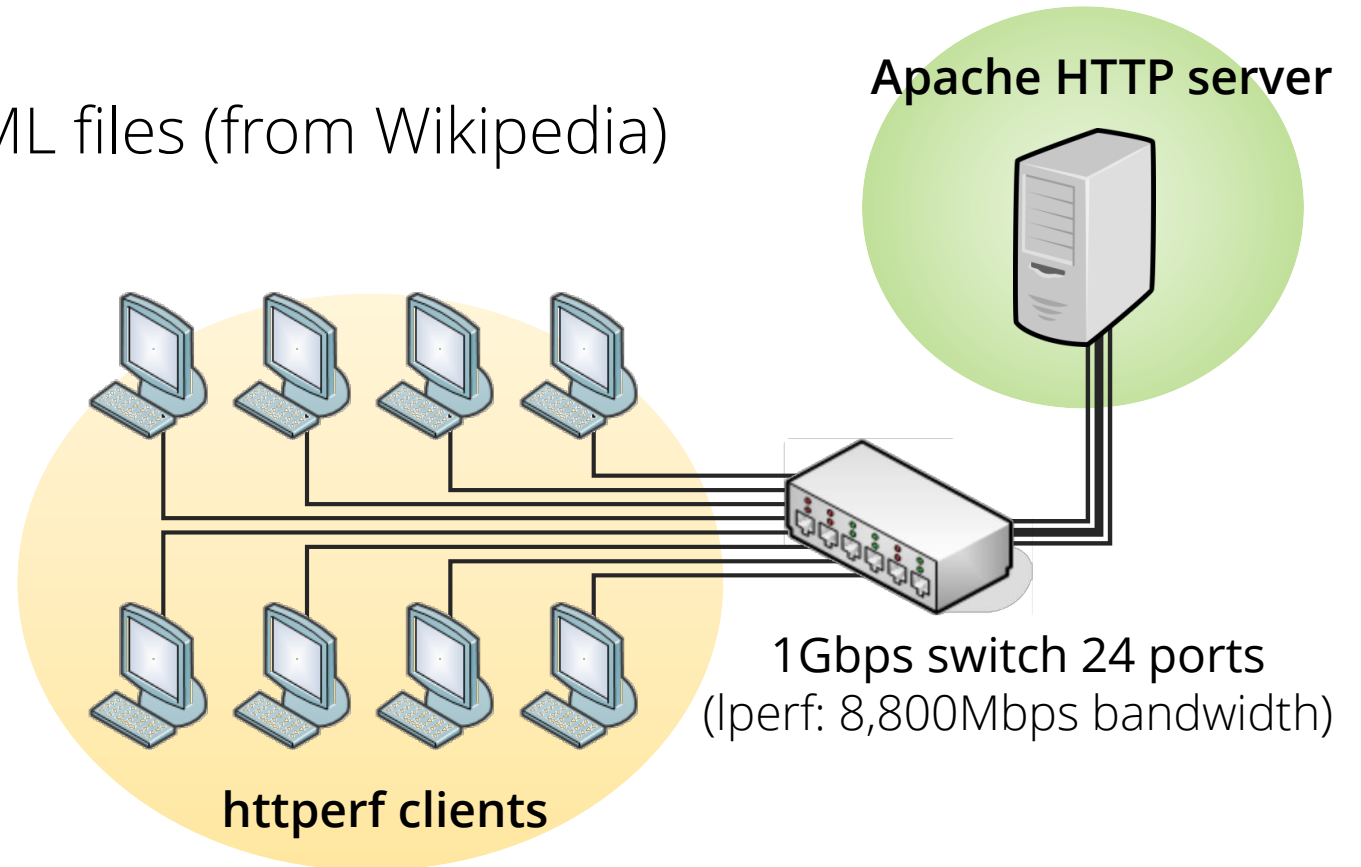 Apache HTTP server
ML files (from Wikipedia)
1Gbps switch 24 ports
(Iperf: 8,800Mbps bandwidth)
httperf clients